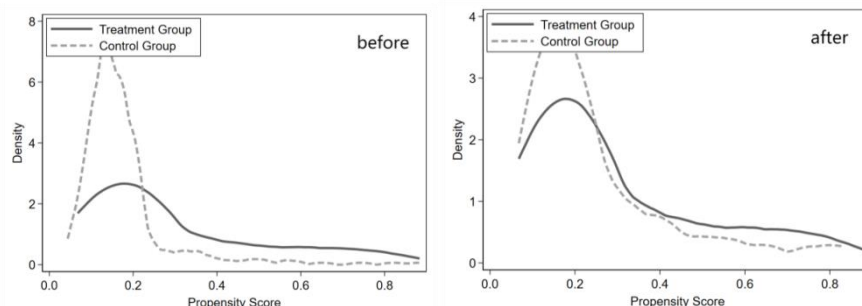 8
6
4
2
0
Density
Treatment Group
Control Group
before
0.0
0.2
0.4
0.6
0.8
Propensity Score
4
3
2
1
0
Density
Treatment Group
Control Group
after
0.0
0.2
0.4
0.6
0.8
Propensity Score